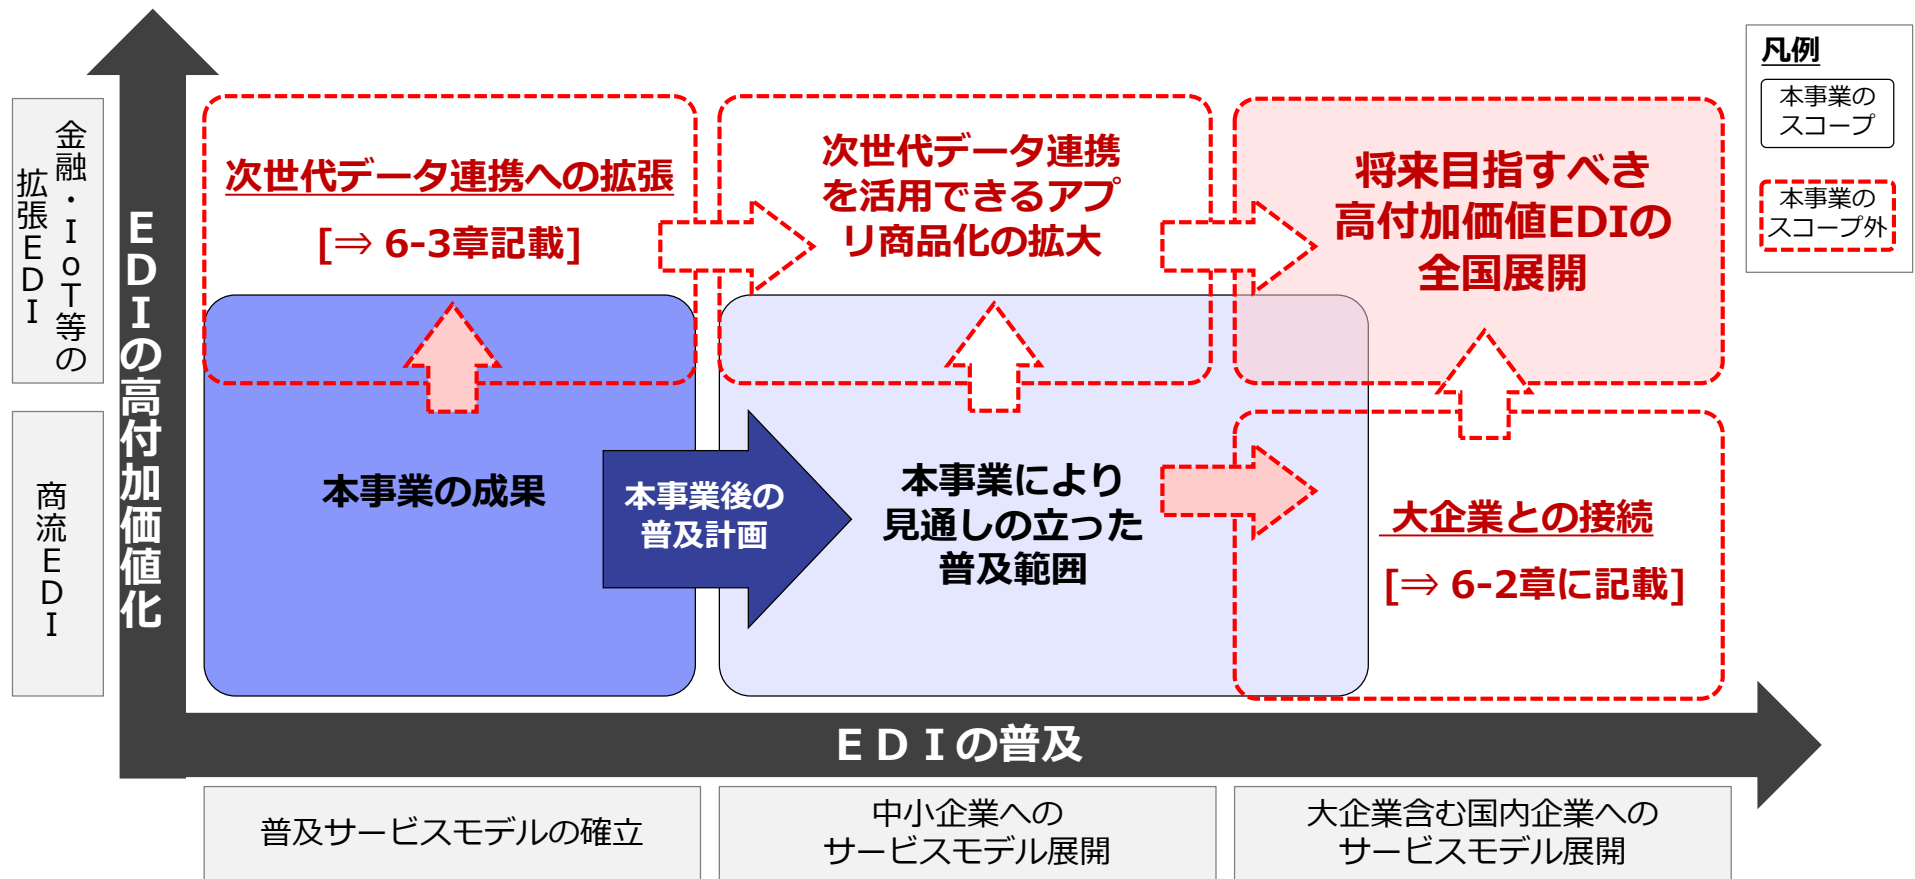 凡例
本事業の
スコープ
本事業の
スコープ外
金融・IoT等の
拡張EDI
商流EDI
EDIの高付加価値化
次世代データ連携への拡張
[⇒ 6-3章記載]
次世代データ連携
を活用できるアプ
リ商品化の拡大
将来目指すべき
高付加価値EDIの
全国展開
本事業の成果
本事業後の
普及計画
本事業により
見通しの立った
普及範囲
大企業との接続
[⇒ 6-2章に記載]
ＥＤＩの普及
普及サービスモデルの確立
中小企業への
サービスモデル展開
大企業含む国内企業への
サービスモデル展開